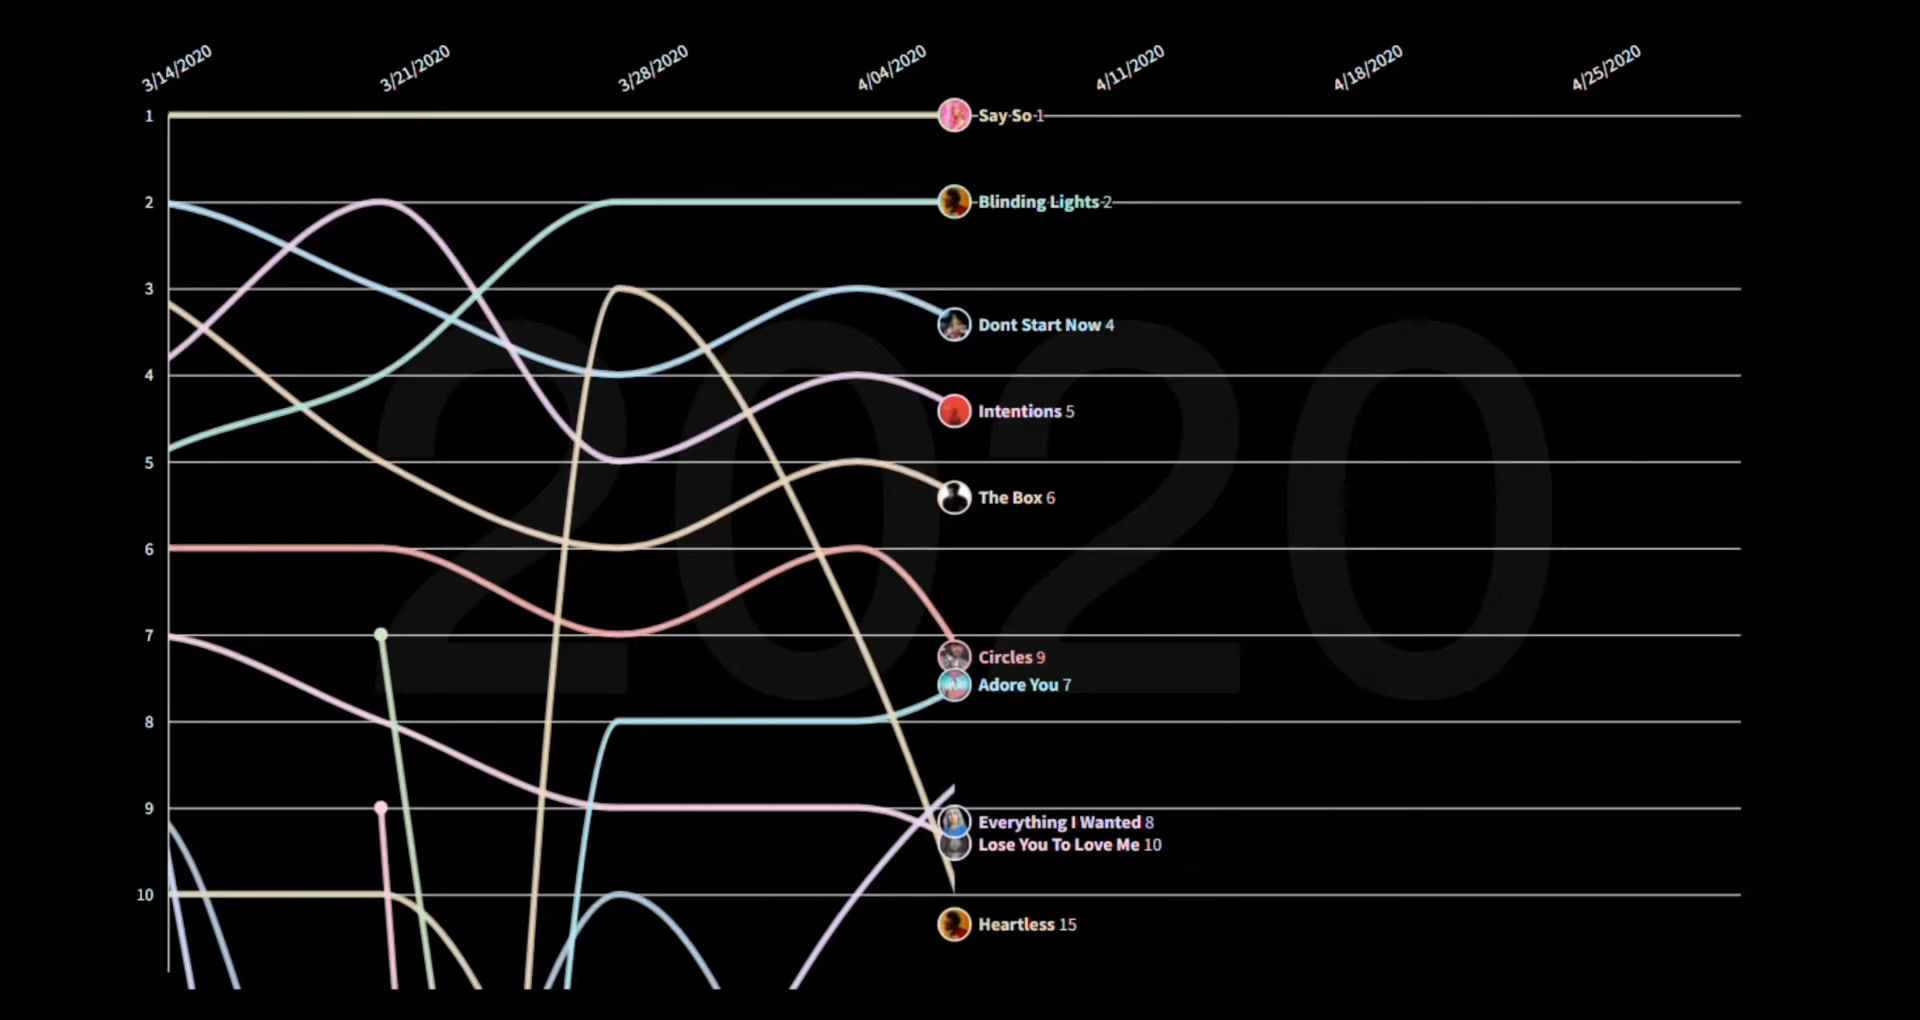 3/14/2020
3/21/2020
3/28/2020
4/04/2020
4/11/2020
4/18/2020
4/25/2020
1
Say So 1
2
Blinding Lights 2
3
Dont Start Now 4
4
Intentions 5
5
The Box 6
6
2020
7
Circles 9
Adore You 7
8
9
Everything I Wanted 8
Lose You To Love Me 10
10
Heartless 15